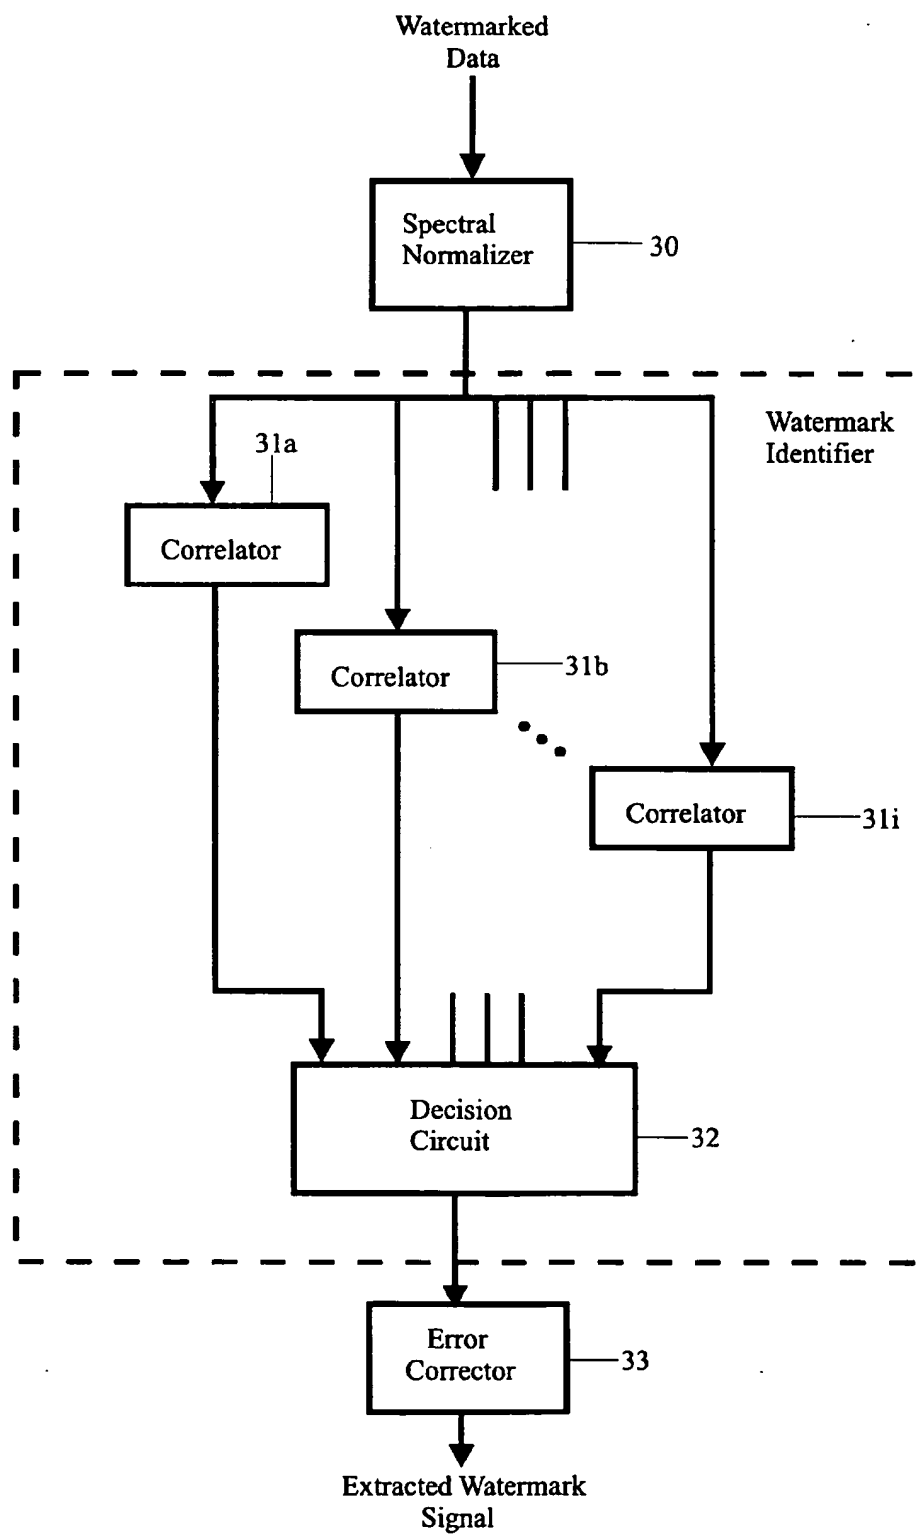 Watermarked
Data
Spectral
Normalizer
30
Watermark
Identifier
31a
Correlator
Correlator
31b
Correlator
31i
Decision
Circuit
32
Error
Corrector
33
Extracted Watermark
Signal